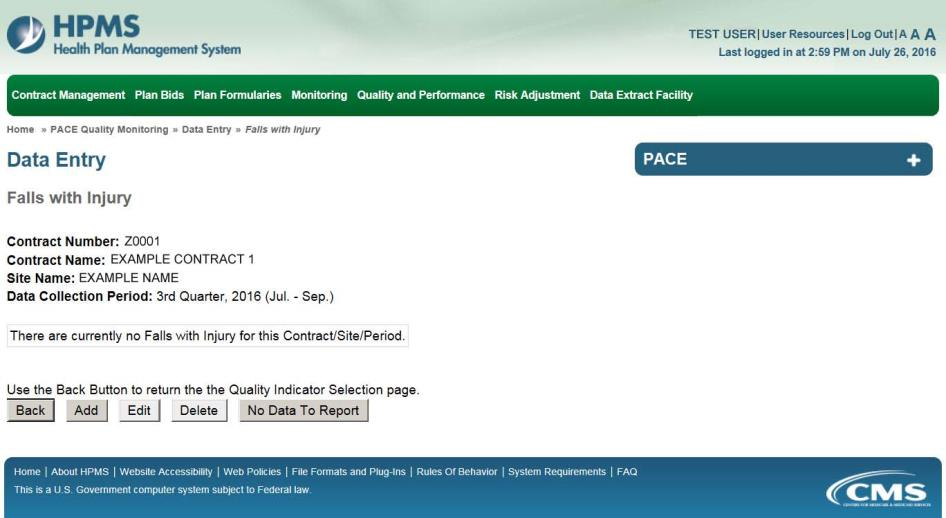 HPMS
Health Plan Management System
TEST USER|User Resources|Log Out|A A A
Last logged in at 2:59 PM on July 26, 2016
Contract Management Plan Bids Plan Formularies Monitoring Quality and Performance Risk Adjustment Data Extract Facility
Home » PACE Quality Monitoring » Data Entry » Falls with Injury
Data Entry
PACE +
Falls with Injury
Contract Number: Z0001
Contract Name: EXAMPLE CONTRACT 1
Site Name: EXAMPLE NAME
Data Collection Period: 3rd Quarter, 2016 (Jul. - Sep.)
There are currently no Falls with Injury for this Contract/Site/Period.
Use the Back Button to return the the Quality Indicator Selection page.
Back Add Edit Delete No Data To Report
Home | About HPMS | Website Accessibility | Web Policies | File Formats and Plug-Ins | Rules Of Behavior | System Requirements | FAQ
This is a U.S. Government computer system subject to Federal law.
CMS
CENTERS FOR MEDICARE & MEDICAID SERVICES